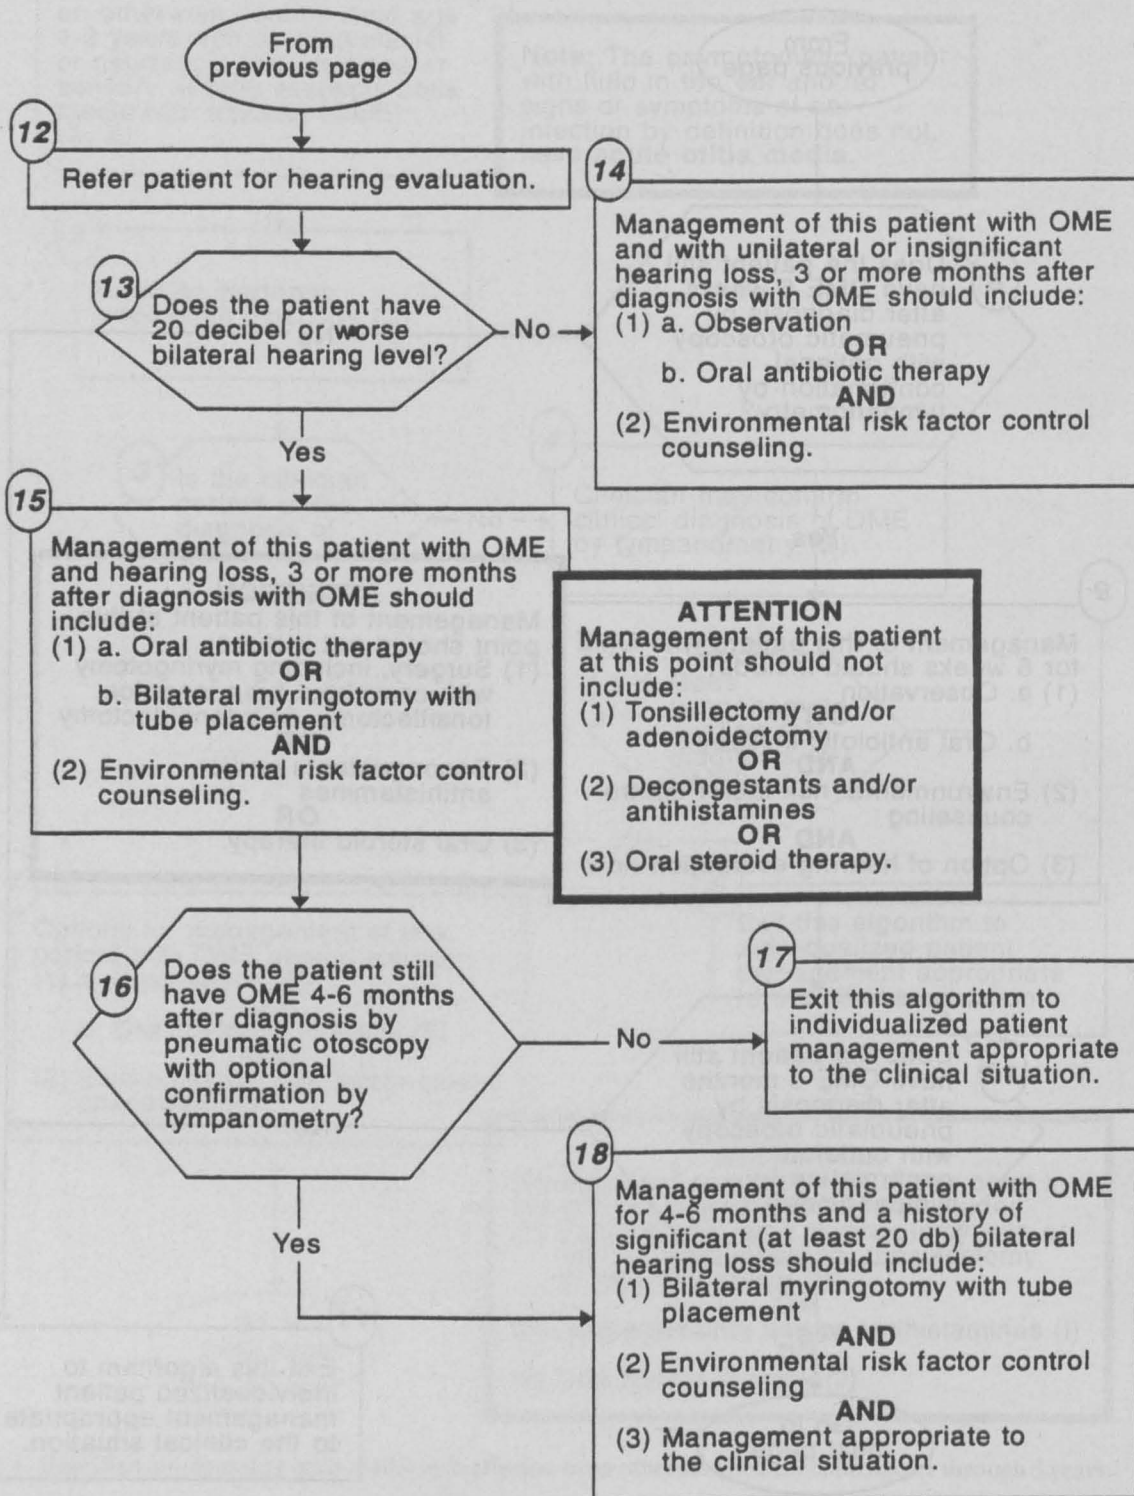 From
previous page
12
Refer patient for hearing evaluation.
13
Does the patient have
20 decibel or worse
bilateral hearing level?
No
Yes
14
Management of this patient with OME
and with unilateral or insignificant
hearing loss, 3 or more months after
diagnosis with OME should include:
(1) a. Observation
OR
b. Oral antibiotic therapy
AND
(2) Environmental risk factor control
counseling.
15
Management of this patient with OME
and hearing loss, 3 or more months
after diagnosis with OME should
include:
(1) a. Oral antibiotic therapy
OR
b. Bilateral myringotomy with
tube placement
AND
(2) Environmental risk factor control
counseling.
ATTENTION
Management of this patient
at this point should not
include:
(1) Tonsillectomy and/or
adenoidectomy
OR
(2) Decongestants and/or
antihistamines
OR
(3) Oral steroid therapy.
16
Does the patient still
have OME 4-6 months
after diagnosis by
pneumatic otoscopy
with optional
confirmation by
tympanometry?
No
Yes
17
Exit this algorithm to
individualized patient
management appropriate
to the clinical situation.
18
Management of this patient with OME
for 4-6 months and a history of
significant (at least 20 db) bilateral
hearing loss should include:
(1) Bilateral myringotomy with tube
placement
AND
(2) Environmental risk factor control
counseling
AND
(3) Management appropriate to
the clinical situation.